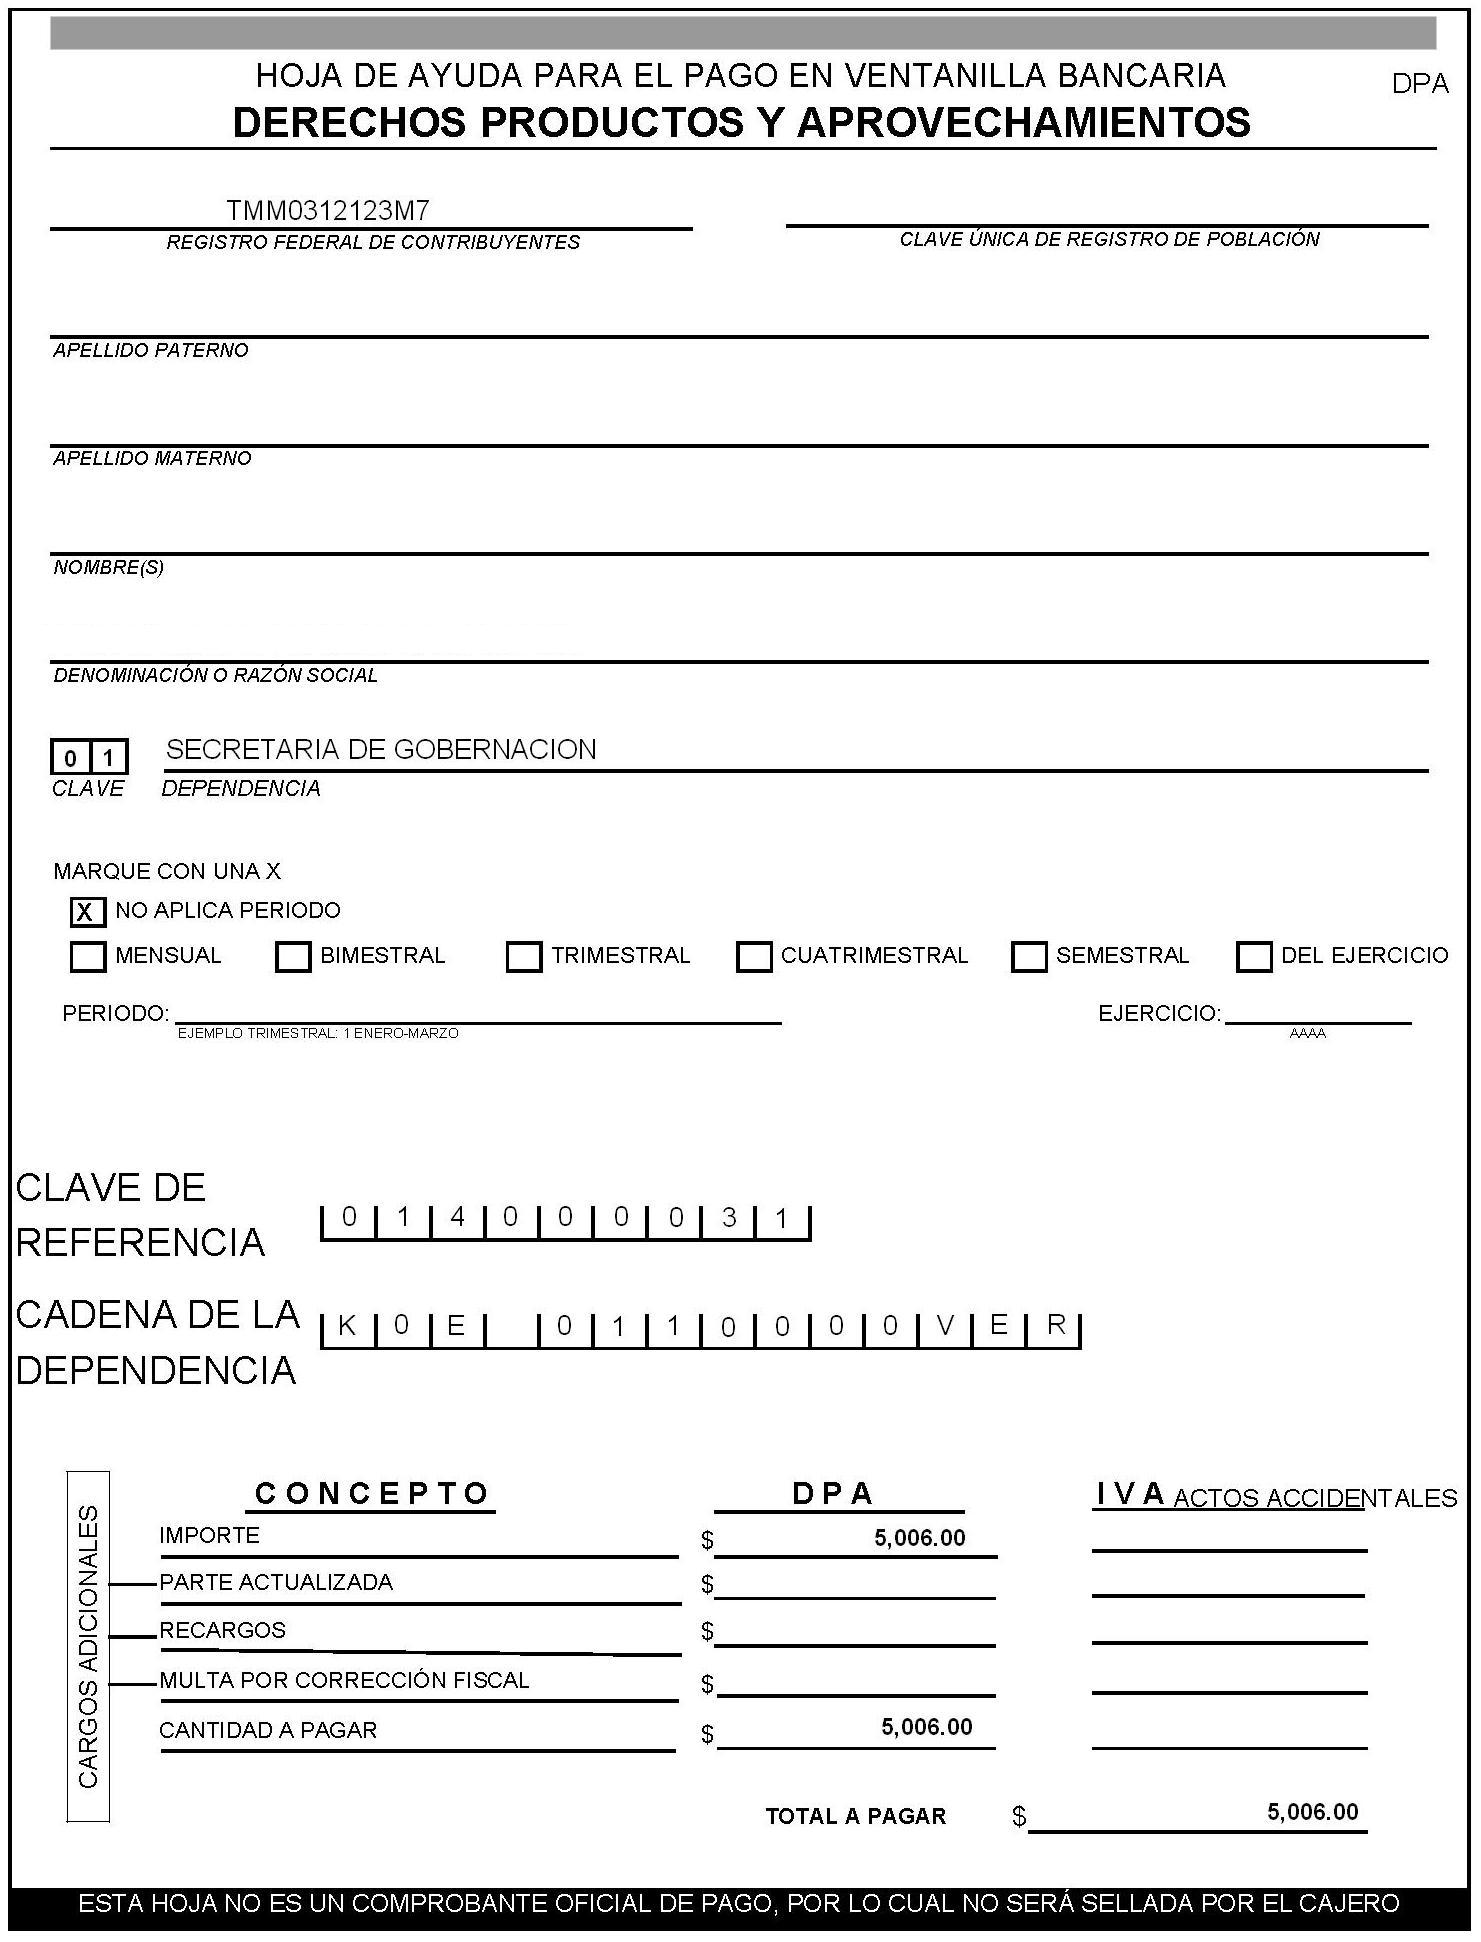 HOJA DE AYUDA PARA EL PAGO EN VENTANILLA BANCARIA
DPA
DERECHOS PRODUCTOS Y APROVECHAMIENTOS
TMM0312123M7
REGISTRO FEDERAL DE CONTRIBUYENTES
CLAVE ÚNICA DE REGISTRO DE POBLACIÓN
APELLIDO PATERNO
APELLIDO MATERNO
NOMBRE(S)
DENOMINACIÓN O RAZÓN SOCIAL
0 1 SECRETARIA DE GOBERNACION
CLAVE DEPENDENCIA
MARQUE CON UNA X
X NO APLICA PERIODO
MENSUAL BIMESTRAL TRIMESTRAL CUATRIMESTRAL SEMESTRAL DEL EJERCICIO
PERIODO: EJERCICIO:
EJEMPLO TRIMESTRAL: 1 ENERO-MARZO AAAA
CLAVE DE
REFERENCIA
0 1 4 0 0 0 0 3 1
CADENA DE LA
DEPENDENCIA
K 0 E 0 1 1 0 0 0 0 V E R
CARGOS ADICIONALES
CONCEPTO DPA IVA ACTOS ACCIDENTALES
IMPORTE $ 5,006.00
PARTE ACTUALIZADA $
RECARGOS $
MULTA POR CORRECCIÓN FISCAL $
CANTIDAD A PAGAR $ 5,006.00
TOTAL A PAGAR $ 5,006.00
ESTA HOJA NO ES UN COMPROBANTE OFICIAL DE PAGO, POR LO CUAL NO SERÁ SELLADA POR EL CAJERO